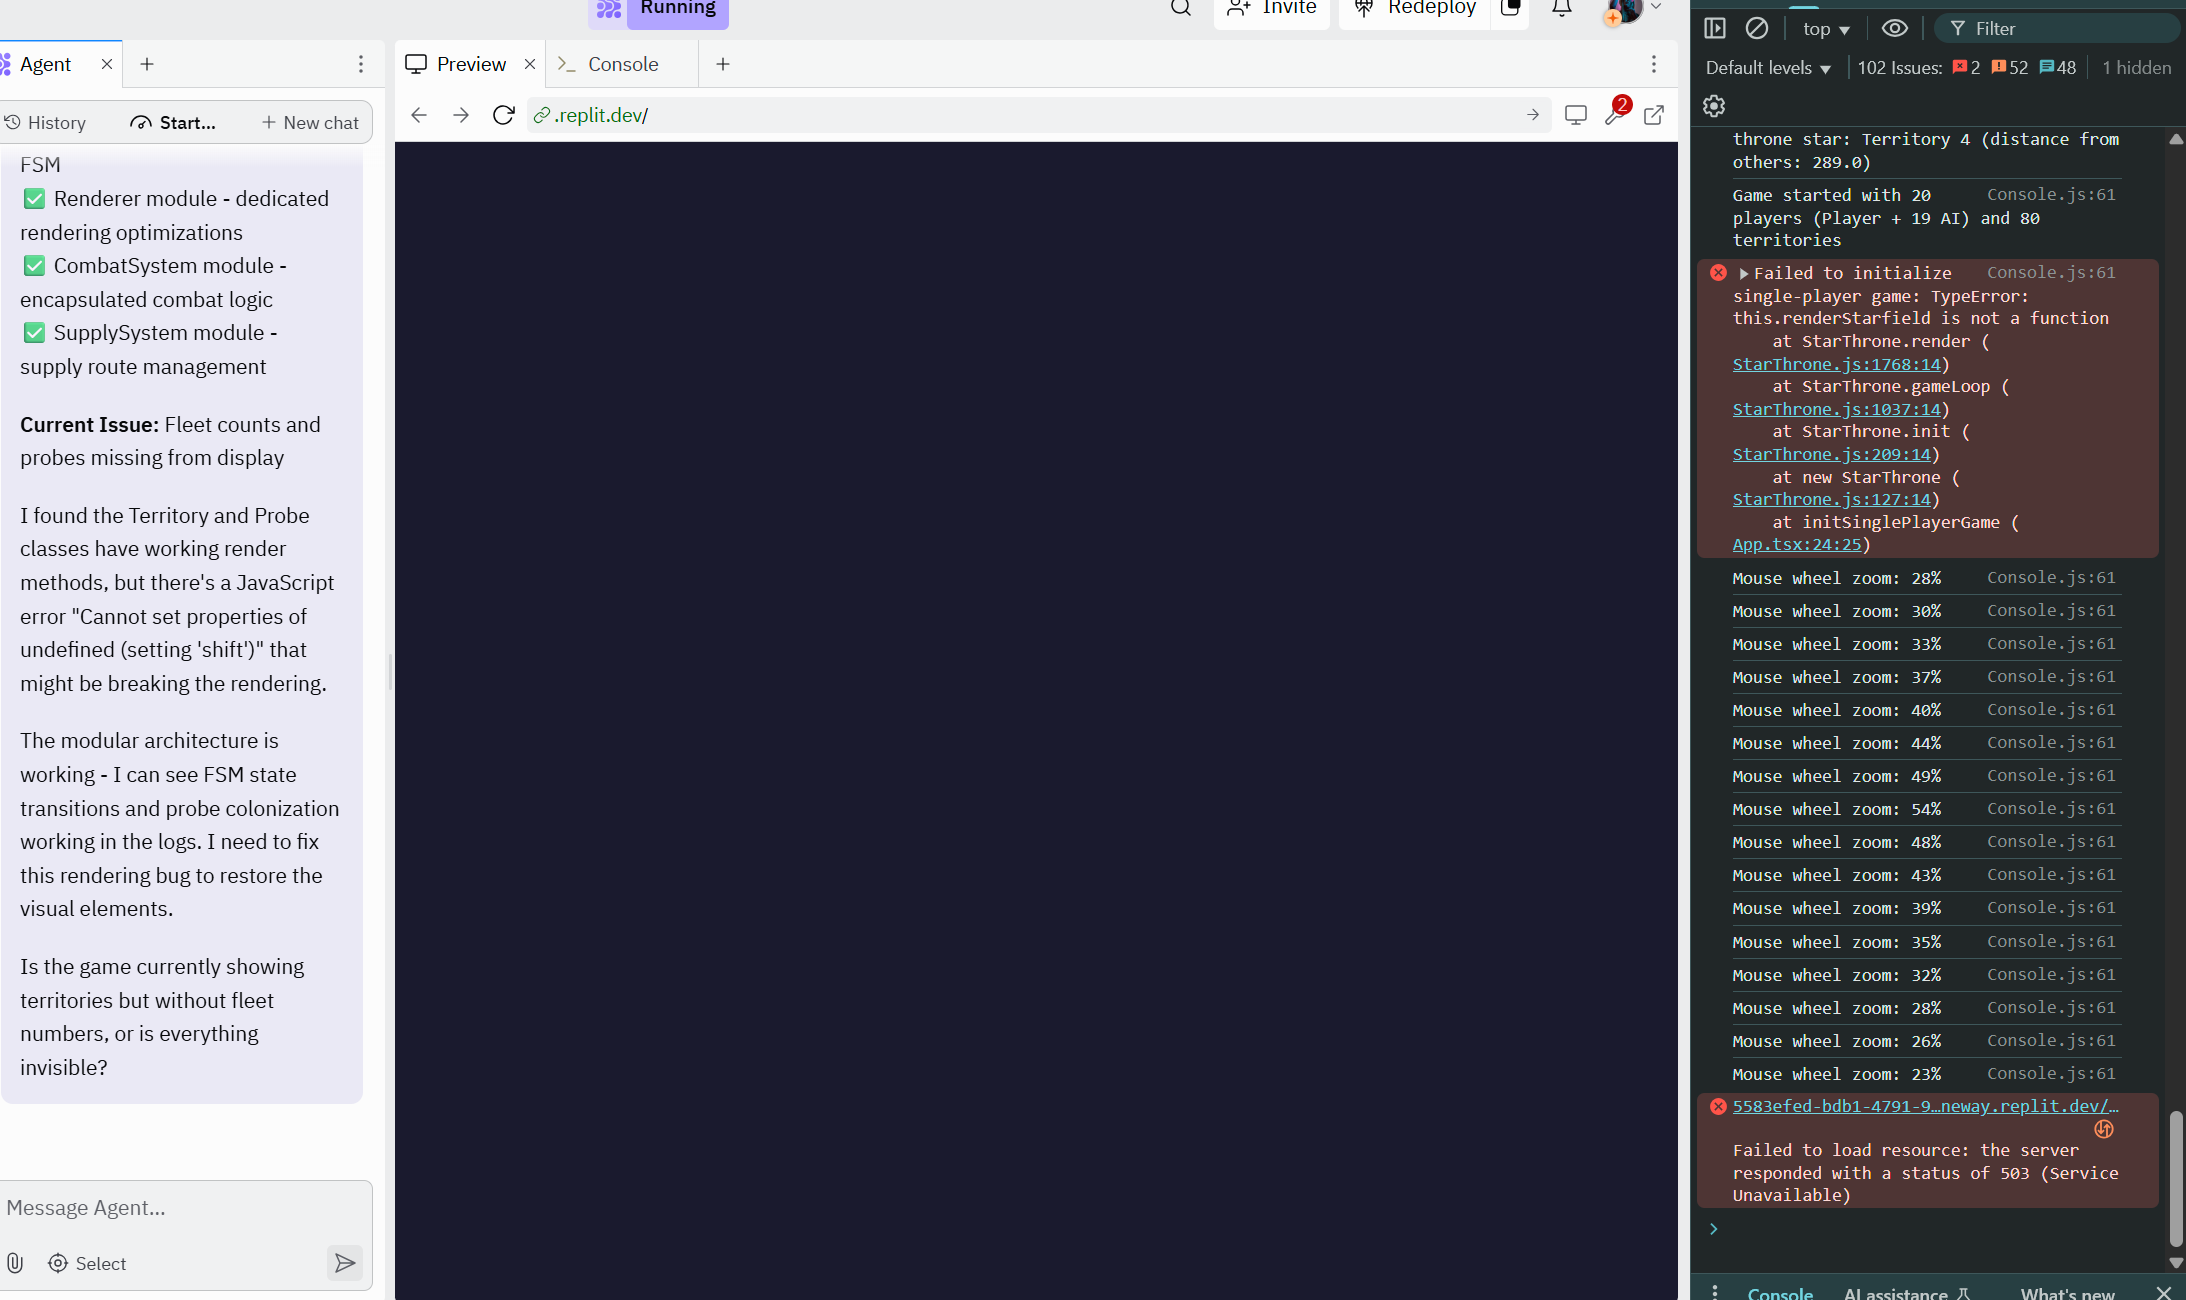 Running
Invite
Redeploy
Agent
Preview
Console
History
Start...
New chat
.replit.dev/
2
FSM
✅ Renderer module - dedicated
rendering optimizations
✅ CombatSystem module -
encapsulated combat logic
✅ SupplySystem module -
supply route management
Current Issue: Fleet counts and
probes missing from display
I found the Territory and Probe
classes have working render
methods, but there's a JavaScript
error "Cannot set properties of
undefined (setting 'shift')" that
might be breaking the rendering.
The modular architecture is
working - I can see FSM state
transitions and probe colonization
working in the logs. I need to fix
this rendering bug to restore the
visual elements.
Is the game currently showing
territories but without fleet
numbers, or is everything
invisible?
Message Agent...
Select
top
Filter
Default levels
102 Issues: 2 52 48
1 hidden
throne star: Territory 4 (distance from
others: 289.0)
Game started with 20 Console.js:61
players (Player + 19 AI) and 80
territories
Failed to initialize Console.js:61
single-player game: TypeError:
this.renderStarfield is not a function
at StarThrone.render (
StarThrone.js:1768:14)
at StarThrone.gameLoop (
StarThrone.js:1037:14)
at StarThrone.init (
StarThrone.js:209:14)
at new StarThrone (
StarThrone.js:127:14)
at initSinglePlayerGame (
App.tsx:24:25)
Mouse wheel zoom: 28% Console.js:61
Mouse wheel zoom: 30% Console.js:61
Mouse wheel zoom: 33% Console.js:61
Mouse wheel zoom: 37% Console.js:61
Mouse wheel zoom: 40% Console.js:61
Mouse wheel zoom: 44% Console.js:61
Mouse wheel zoom: 49% Console.js:61
Mouse wheel zoom: 54% Console.js:61
Mouse wheel zoom: 48% Console.js:61
Mouse wheel zoom: 43% Console.js:61
Mouse wheel zoom: 39% Console.js:61
Mouse wheel zoom: 35% Console.js:61
Mouse wheel zoom: 32% Console.js:61
Mouse wheel zoom: 28% Console.js:61
Mouse wheel zoom: 26% Console.js:61
Mouse wheel zoom: 23% Console.js:61
5583efed-bdb1-4791-9…neway.replit.dev/…
Failed to load resource: the server
responded with a status of 503 (Service
Unavailable)
Console
AI assistance
What's new